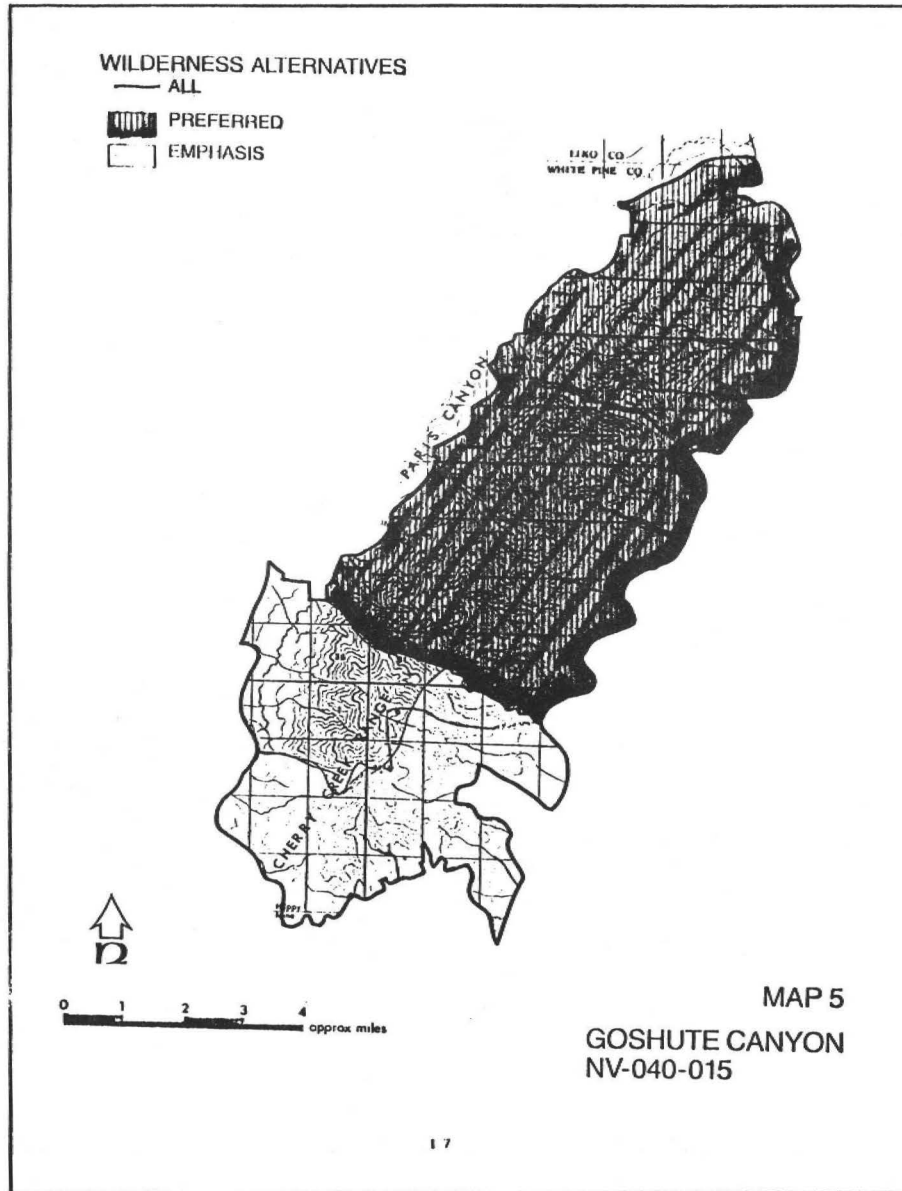 WILDERNESS ALTERNATIVES
ALL
PREFERRED
EMPHASIS
ELKO CO.
WHITE PINE CO.
PARIS CANYON
CHERRY CREEK RANGE
n
0 1 2 3 4
approx miles
MAP 5
GOSHUTE CANYON
NV-040-015
17